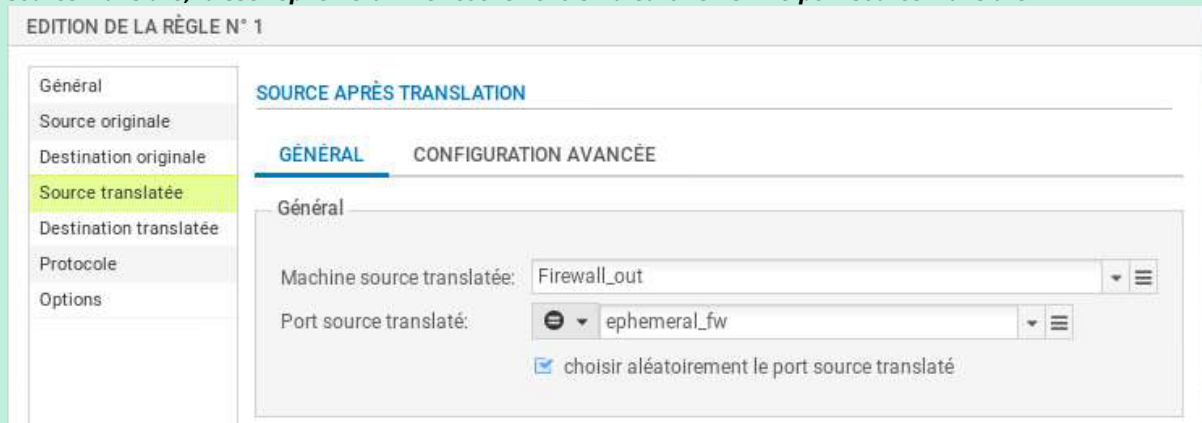 EDITION DE LA RÈGLE N° 1
Général
Source originale
Destination originale
Source translatée
Destination translatée
Protocole
Options
SOURCE APRÈS TRANSLATION
GÉNÉRAL CONFIGURATION AVANCÉE
Général
Machine source translatée: Firewall_out
Port source translaté: ephemeral_fw
choisir aléatoirement le port source translaté